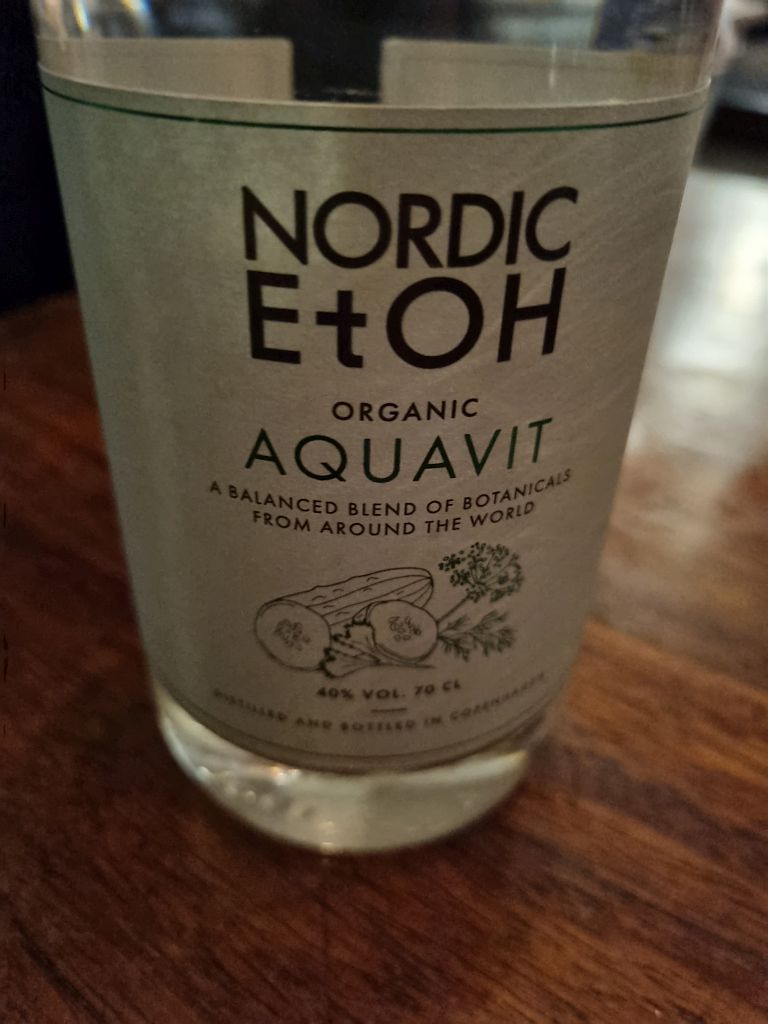 NORDIC
EtOH
ORGANIC
AQUAVIT
A BALANCED BLEND OF BOTANICALS
FROM AROUND THE WORLD
40% VOL. 70 CL
DISTILLED AND BOTTLED IN COPENHAGEN